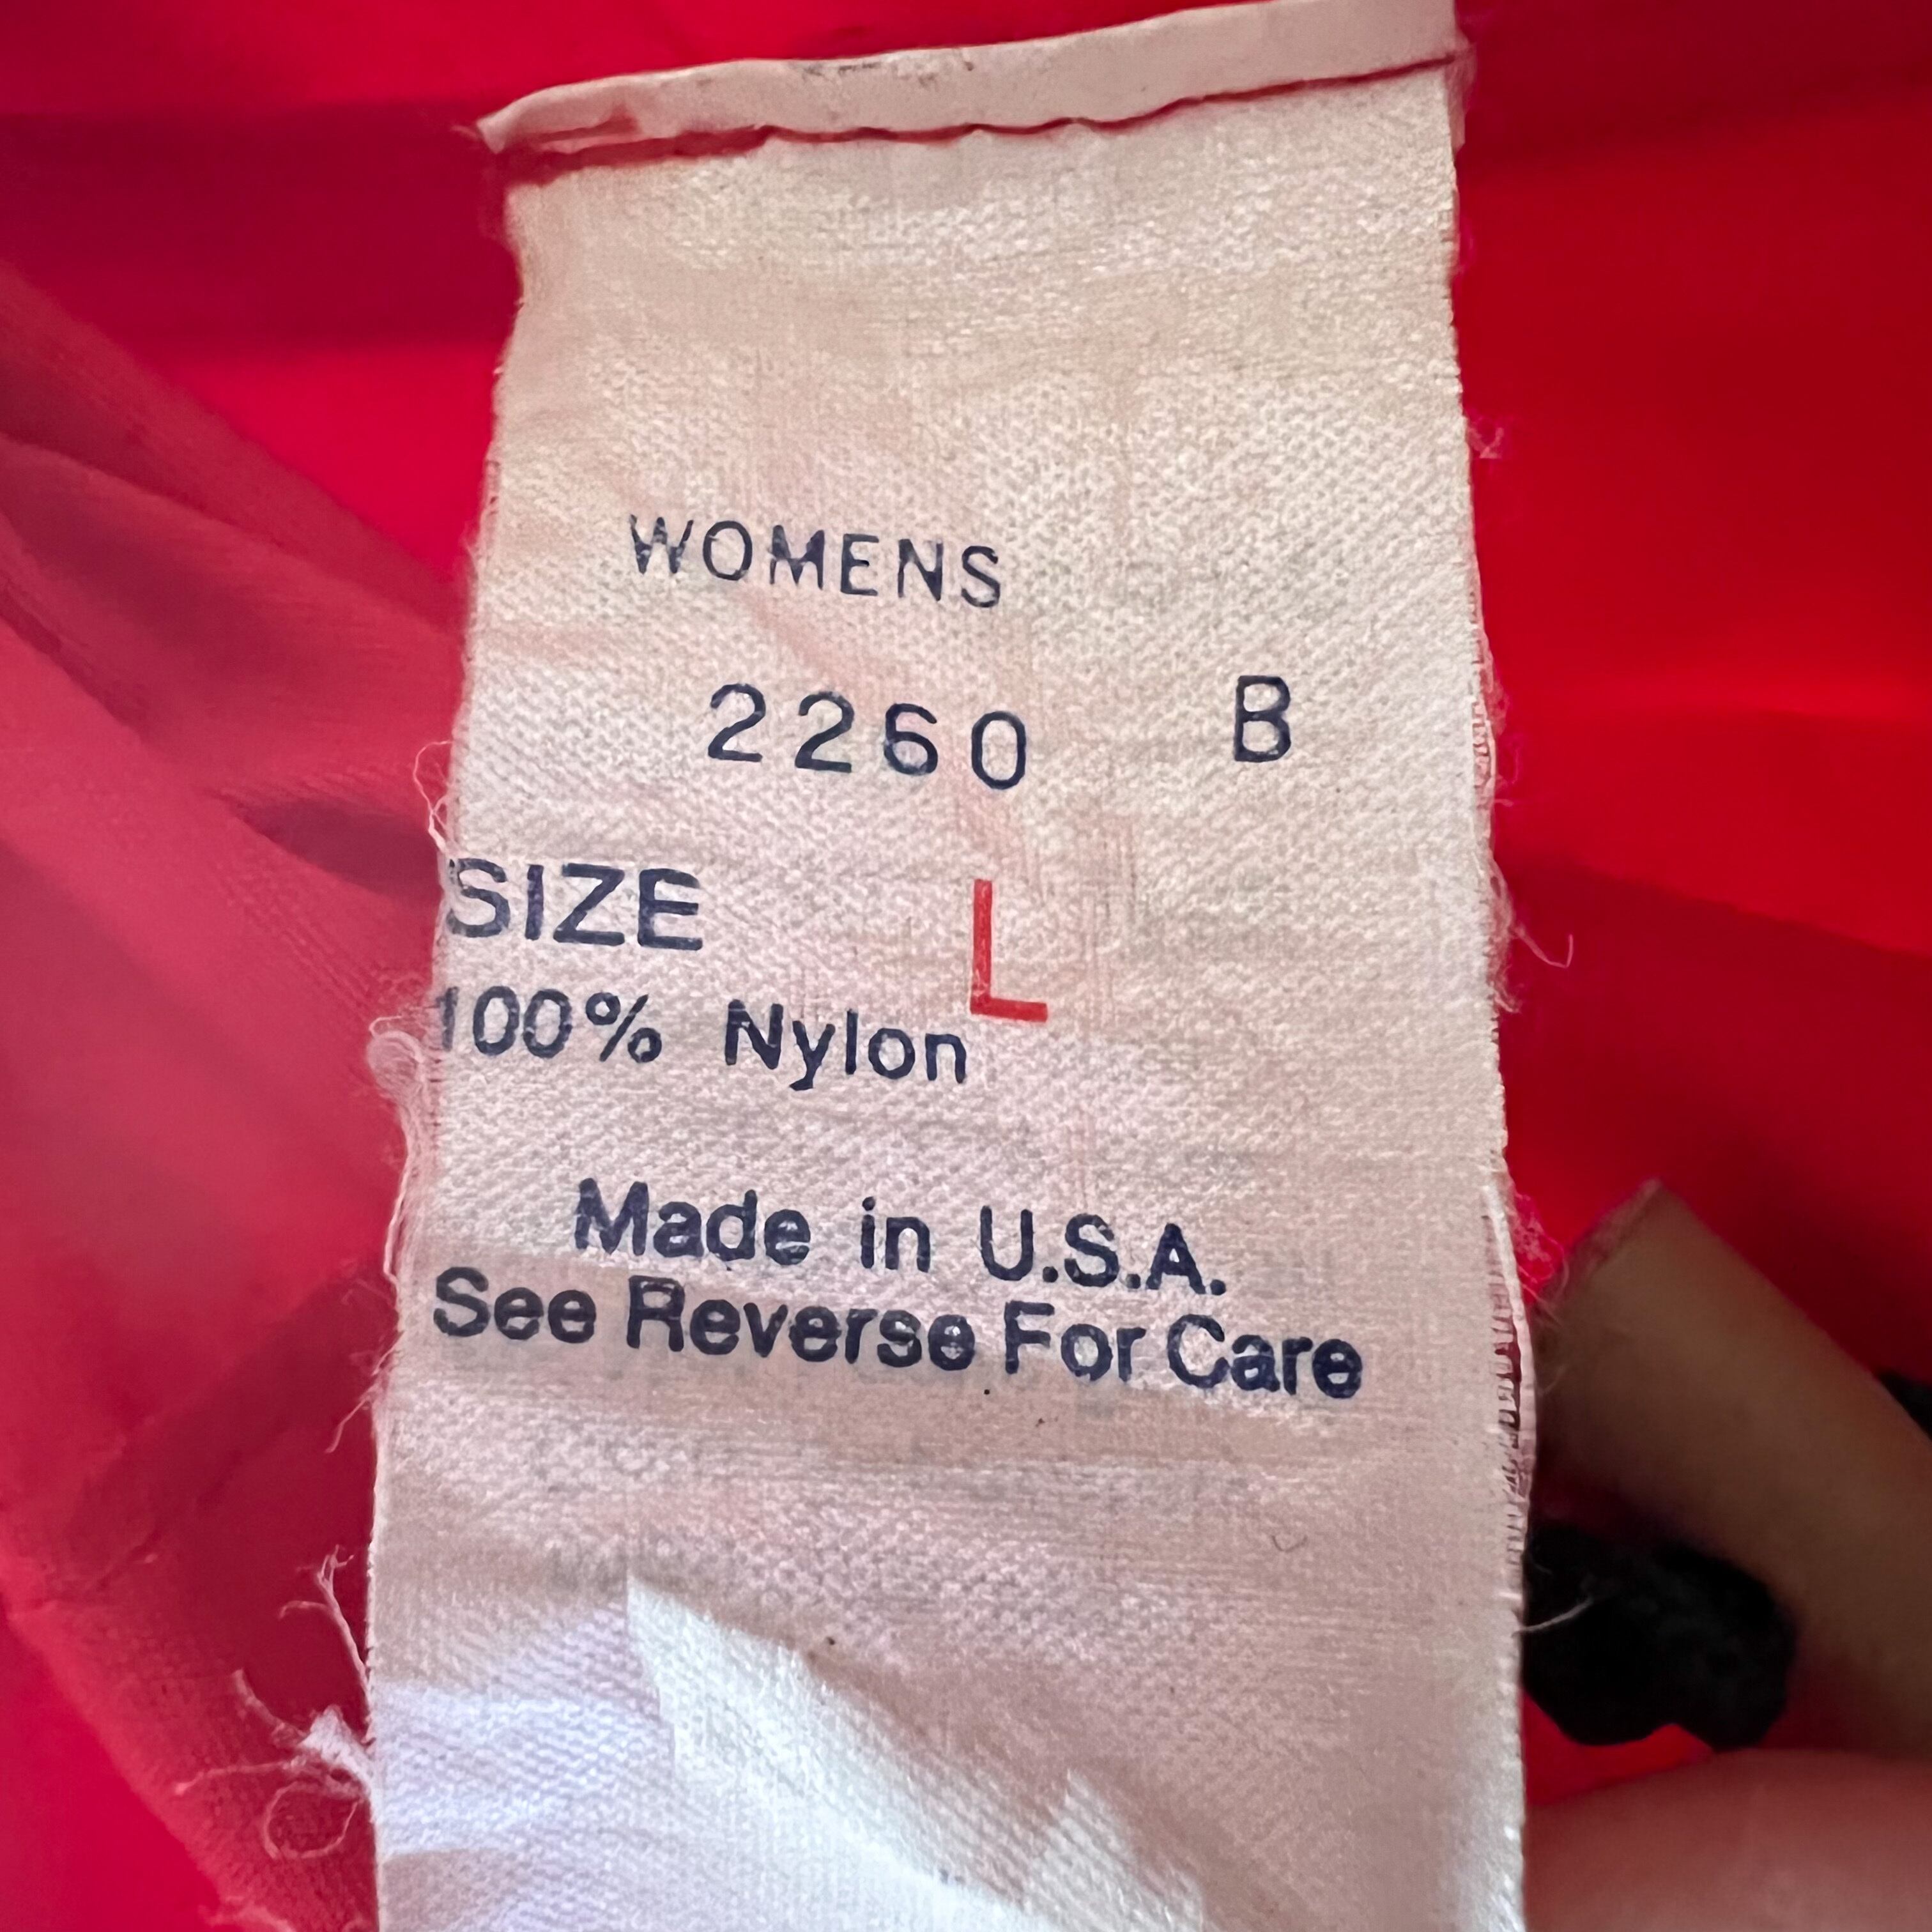 WOMENS
2260 B
SIZE L
100% Nylon
Made in U.S.A.
See Reverse For Care